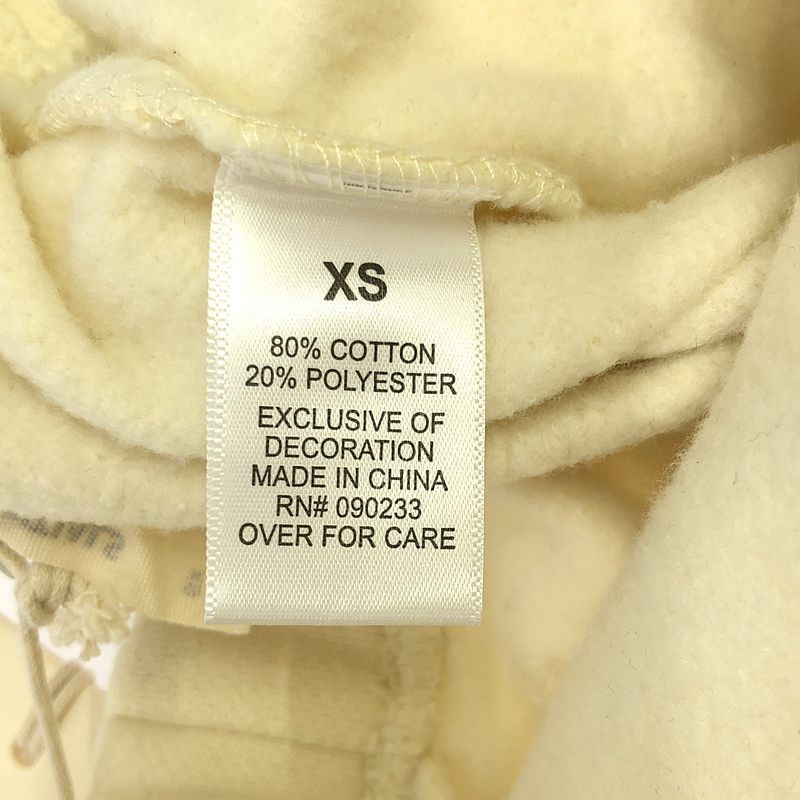 XS
80% COTTON
20% POLYESTER
EXCLUSIVE OF
DECORATION
MADE IN CHINA
RN# 090233
OVER FOR CARE